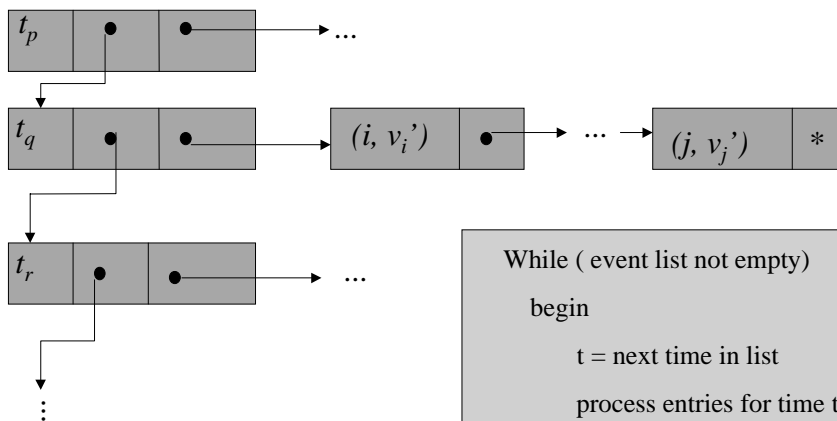 t_p ...
t_q (i, v_i’) ... (j, v_j’) *
t_r ...
⋮
While ( event list not empty)
begin
t = next time in list
process entries for time t